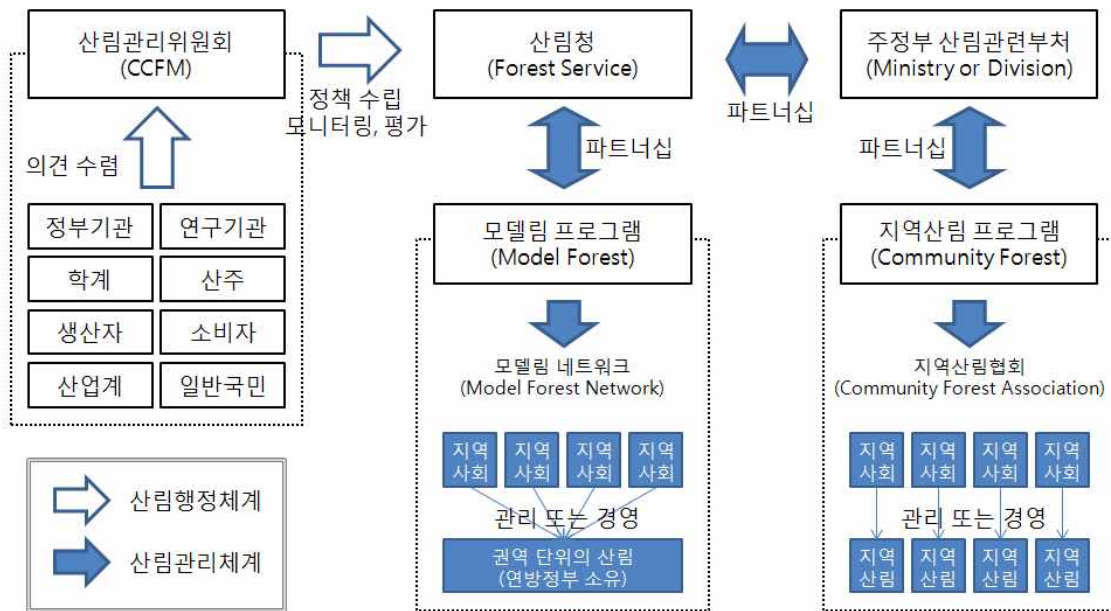 산림관리위원회
(CCFM)
정책 수립
모니터링, 평가
의견 수렴
정부기관
연구기관
학계
산주
생산자
소비자
산업계
일반국민
산림행정체계
산림관리체계
산림청
(Forest Service)
파트너십
주정부 산림관련부처
(Ministry or Division)
파트너십
모델림 프로그램
(Model Forest)
모델림 네트워크
(Model Forest Network)
지역
사회
지역
사회
지역
사회
지역
사회
관리 또는 경영
권역 단위의 산림
(연방정부 소유)
파트너십
지역산림 프로그램
(Community Forest)
지역산림협회
(Community Forest Association)
지역
사회
지역
사회
지역
사회
지역
사회
관리 또는 경영
지역
산림
지역
산림
지역
산림
지역
산림